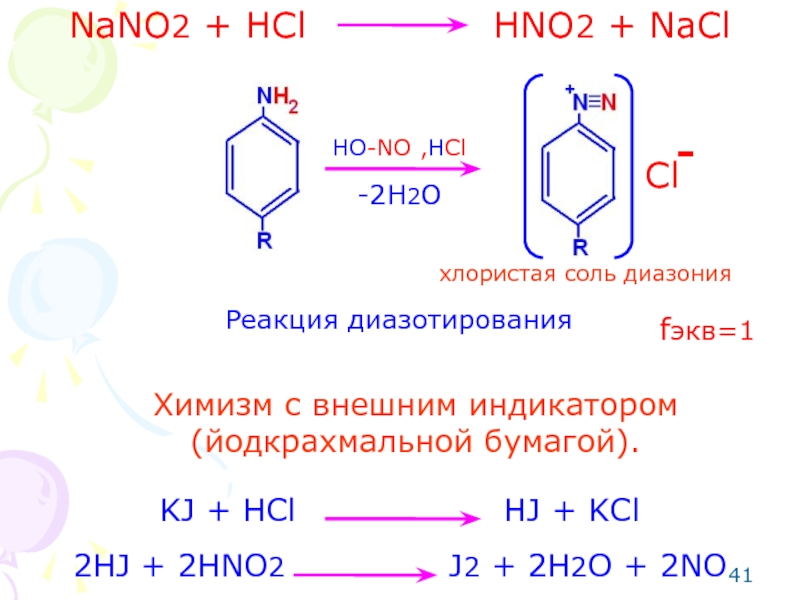 NaNO2 + HCl HNO2 + NaCl
NH2
+
N≡N
HO-NO ,HCl
Cl-
-2H2O
R
R
хлористая соль диазония
Реакция диазотирования
fэкв=1
Химизм с внешним индикатором
(йодкрахмальной бумагой).
KJ + HCl HJ + KCl
2HJ + 2HNO2 J2 + 2H2O + 2NO
41